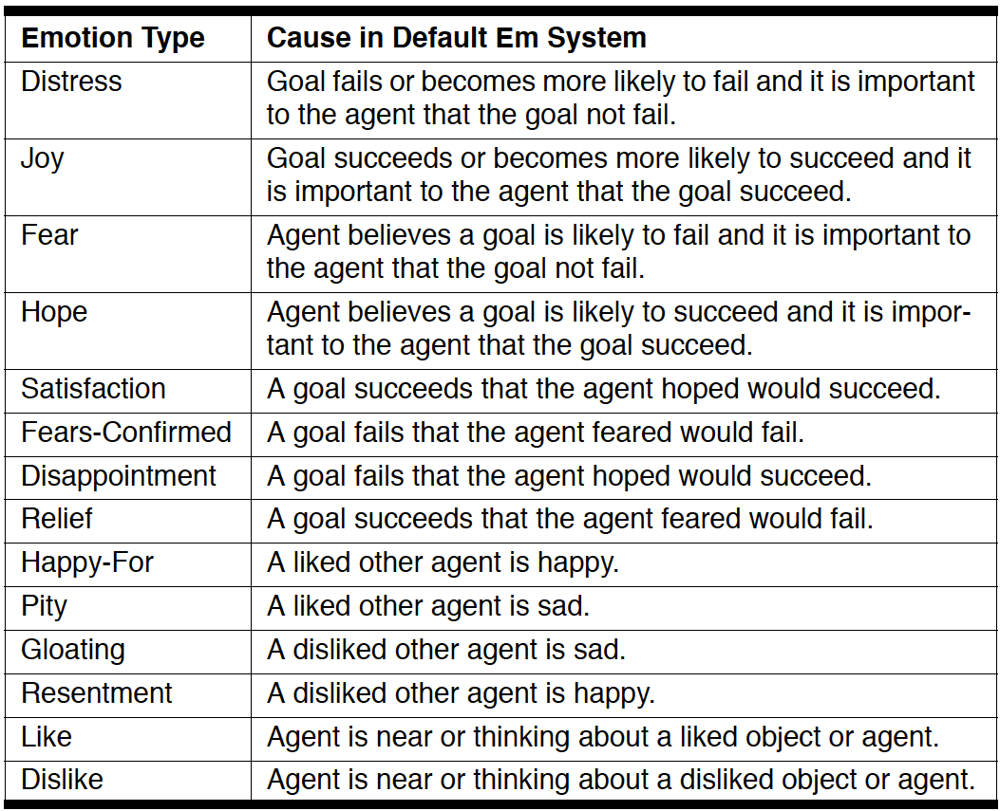 Emotion Type Cause in Default Em System
Distress Goal fails or becomes more likely to fail and it is important
to the agent that the goal not fail.
Joy Goal succeeds or becomes more likely to succeed and it
is important to the agent that the goal succeed.
Fear Agent believes a goal is likely to fail and it is important to
the agent that the goal not fail.
Hope Agent believes a goal is likely to succeed and it is impor-
tant to the agent that the goal succeed.
Satisfaction A goal succeeds that the agent hoped would succeed.
Fears-Confirmed A goal fails that the agent feared would fail.
Disappointment A goal fails that the agent hoped would succeed.
Relief A goal succeeds that the agent feared would fail.
Happy-For A liked other agent is happy.
Pity A liked other agent is sad.
Gloating A disliked other agent is sad.
Resentment A disliked other agent is happy.
Like Agent is near or thinking about a liked object or agent.
Dislike Agent is near or thinking about a disliked object or agent.